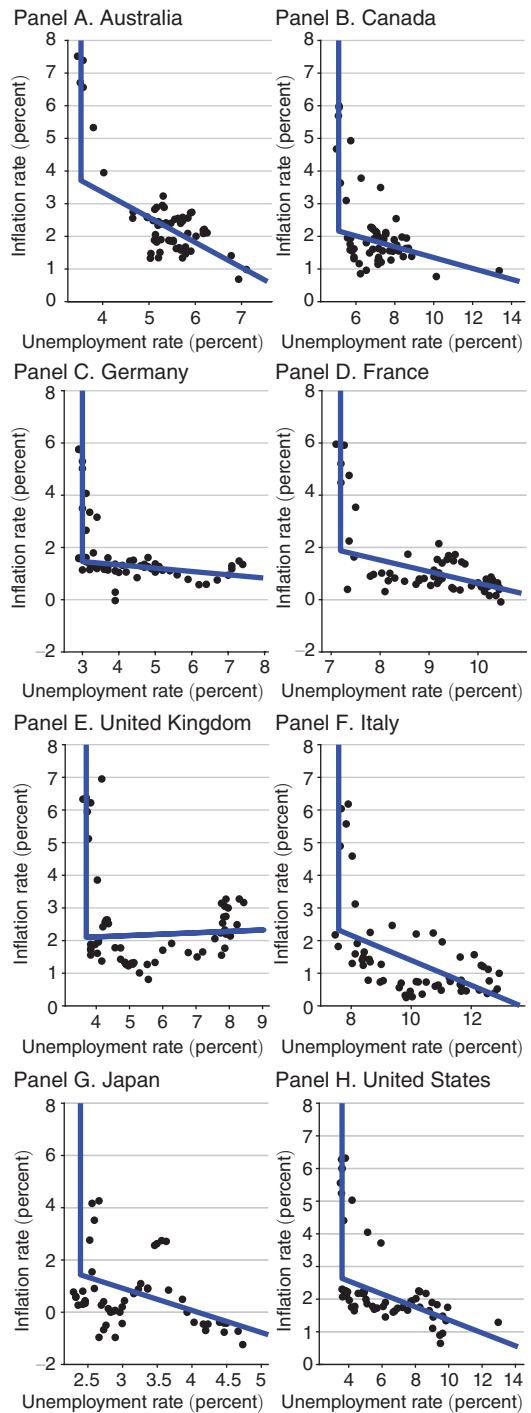 Panel A. Australia
Inflation rate (percent)
8
7
6
5
4
3
2
1
0
4 5 6 7
Unemployment rate (percent)
Panel B. Canada
Inflation rate (percent)
8
7
6
5
4
3
2
1
0
6 8 10 12 14
Unemployment rate (percent)
Panel C. Germany
Inflation rate (percent)
8
6
4
2
0
−2
3 4 5 6 7 8
Unemployment rate (percent)
Panel D. France
Inflation rate (percent)
8
6
4
2
0
−2
7 8 9 10
Unemployment rate (percent)
Panel E. United Kingdom
Inflation rate (percent)
8
7
6
5
4
3
2
1
0
4 5 6 7 8 9
Unemployment rate (percent)
Panel F. Italy
Inflation rate (percent)
8
7
6
5
4
3
2
1
0
8 10 12
Unemployment rate (percent)
Panel G. Japan
Inflation rate (percent)
8
6
4
2
0
−2
2.5 3 3.5 4 4.5 5
Unemployment rate (percent)
Panel H. United States
Inflation rate (percent)
8
7
6
5
4
3
2
1
0
4 6 8 10 12 14
Unemployment rate (percent)